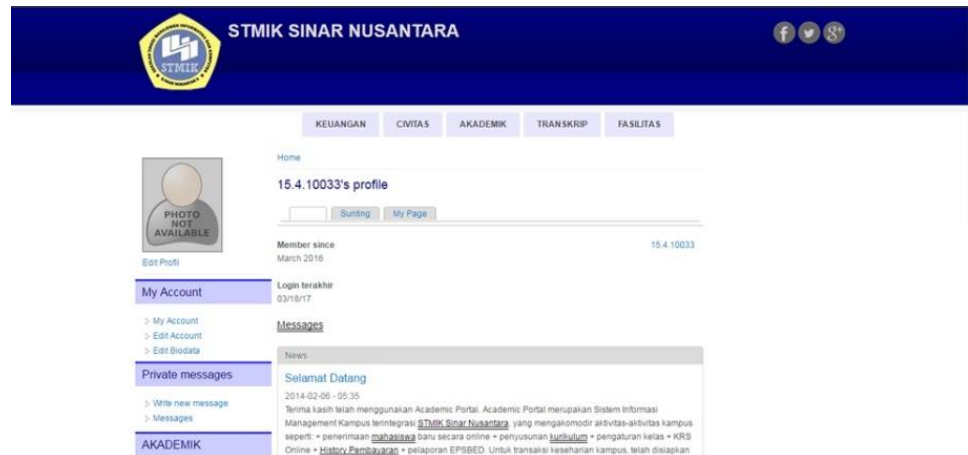 STMIK SINAR NUSANTARA
STMIK
KEUANGAN CIVITAS AKADEMIK TRANSKRIP FASILITAS
Home
15.4.10033's profile
Sunting My Page
PHOTO
NOT
AVAILABLE
Edit Profil
Member since 15.4.10033
March 2016
Login terakhir
03/18/17
Messages
My Account
> My Account
> Edit Account
> Edit Biodata
Private messages
> Write new message
> Messages
AKADEMIK
News
Selamat Datang
2014-02-06 - 05:35
Terima kasih telah menggunakan Academic Portal. Academic Portal merupakan Sistem Informasi
Management Kampus terintegrasi STMIK Sinar Nusantara, yang mengakomodir aktivitas-aktivitas kampus
seperti: + penerimaan mahasiswa baru secara online + penyusunan kurikulum + pengaturan kelas + KRS
Online + History Pembayaran + pelaporan EPSBED. Untuk transaksi keseharian kampus, telah disiapkan